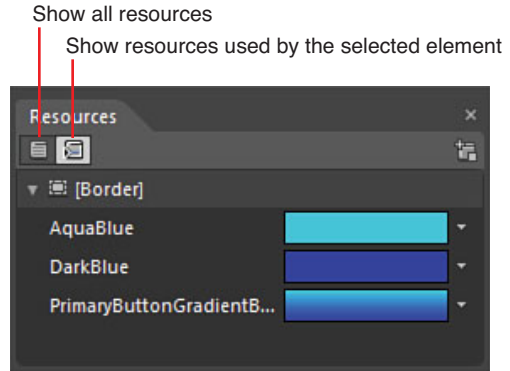 Show all resources
Show resources used by the selected element
Resources
[Border]
AquaBlue
DarkBlue
PrimaryButtonGradientB...